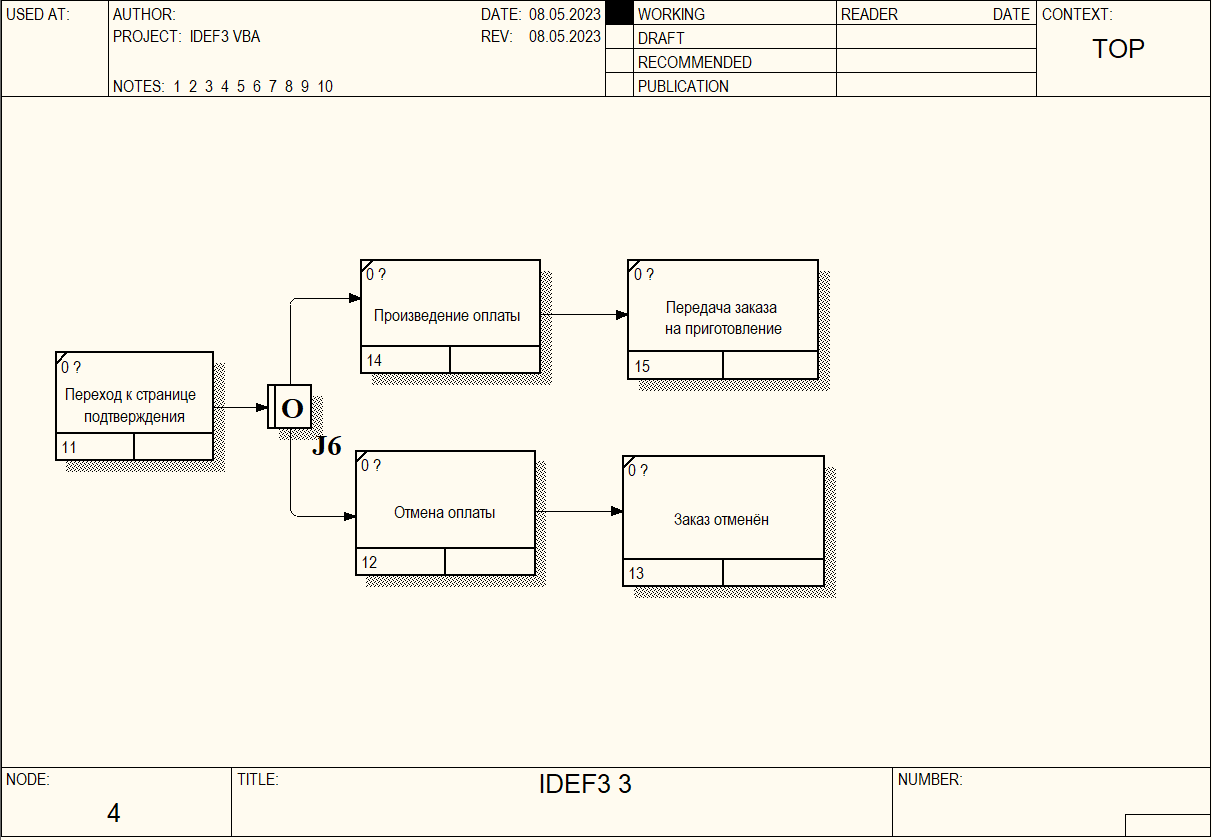 USED AT:
AUTHOR:
DATE: 08.05.2023
PROJECT: IDEF3 VBA
REV: 08.05.2023
NOTES: 1 2 3 4 5 6 7 8 9 10
WORKING
DRAFT
RECOMMENDED
PUBLICATION
READER
DATE
CONTEXT:
TOP
0 ?
Переход к странице
подтверждения
11
O
J6
0 ?
Произведение оплаты
14
0 ?
Передача заказа
на приготовление
15
0 ?
Отмена оплаты
12
0 ?
Заказ отменён
13
NODE:
4
TITLE:
IDEF3 3
NUMBER: